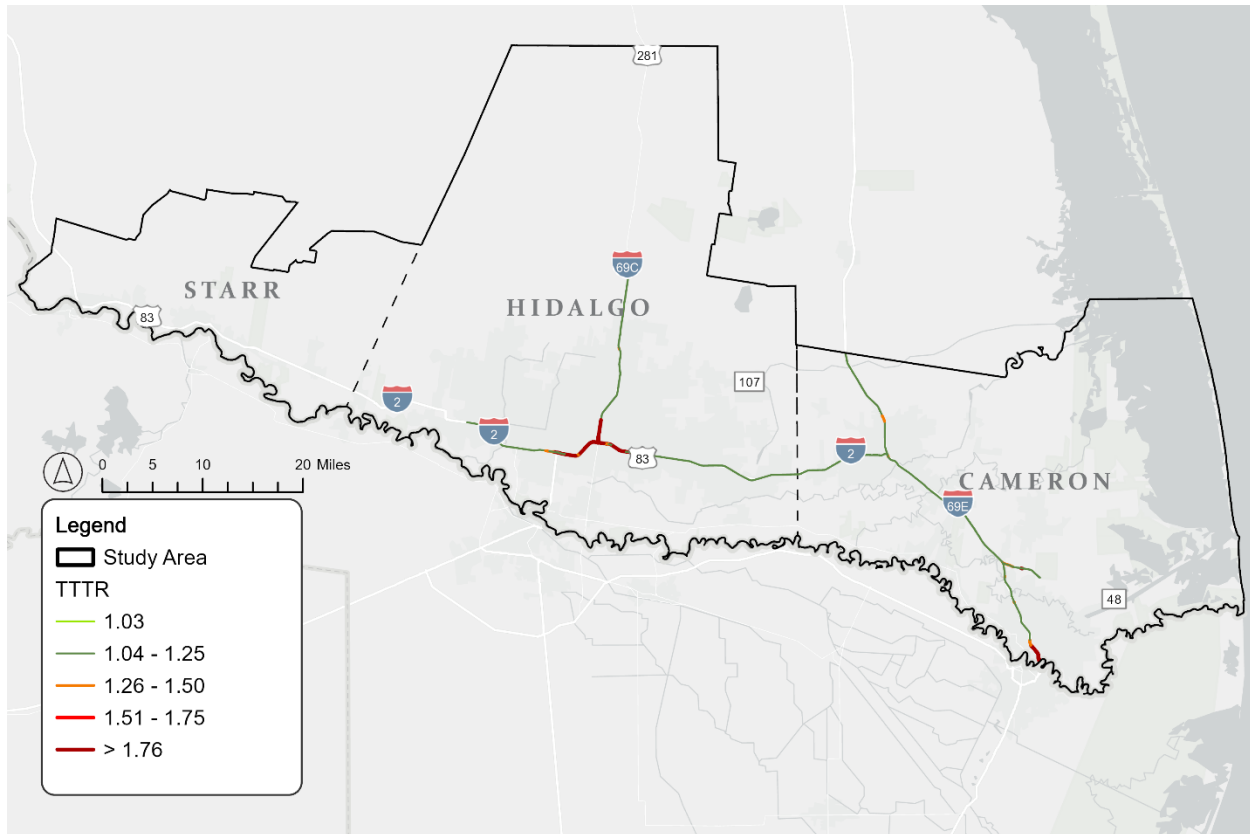 281
69C
STARR
HIDALGO
83
107
2
2
83
2
CAMERON
69E
0 5 10 20 Miles
48
Legend
Study Area
TTTR
1.03
1.04 - 1.25
1.26 - 1.50
1.51 - 1.75
> 1.76